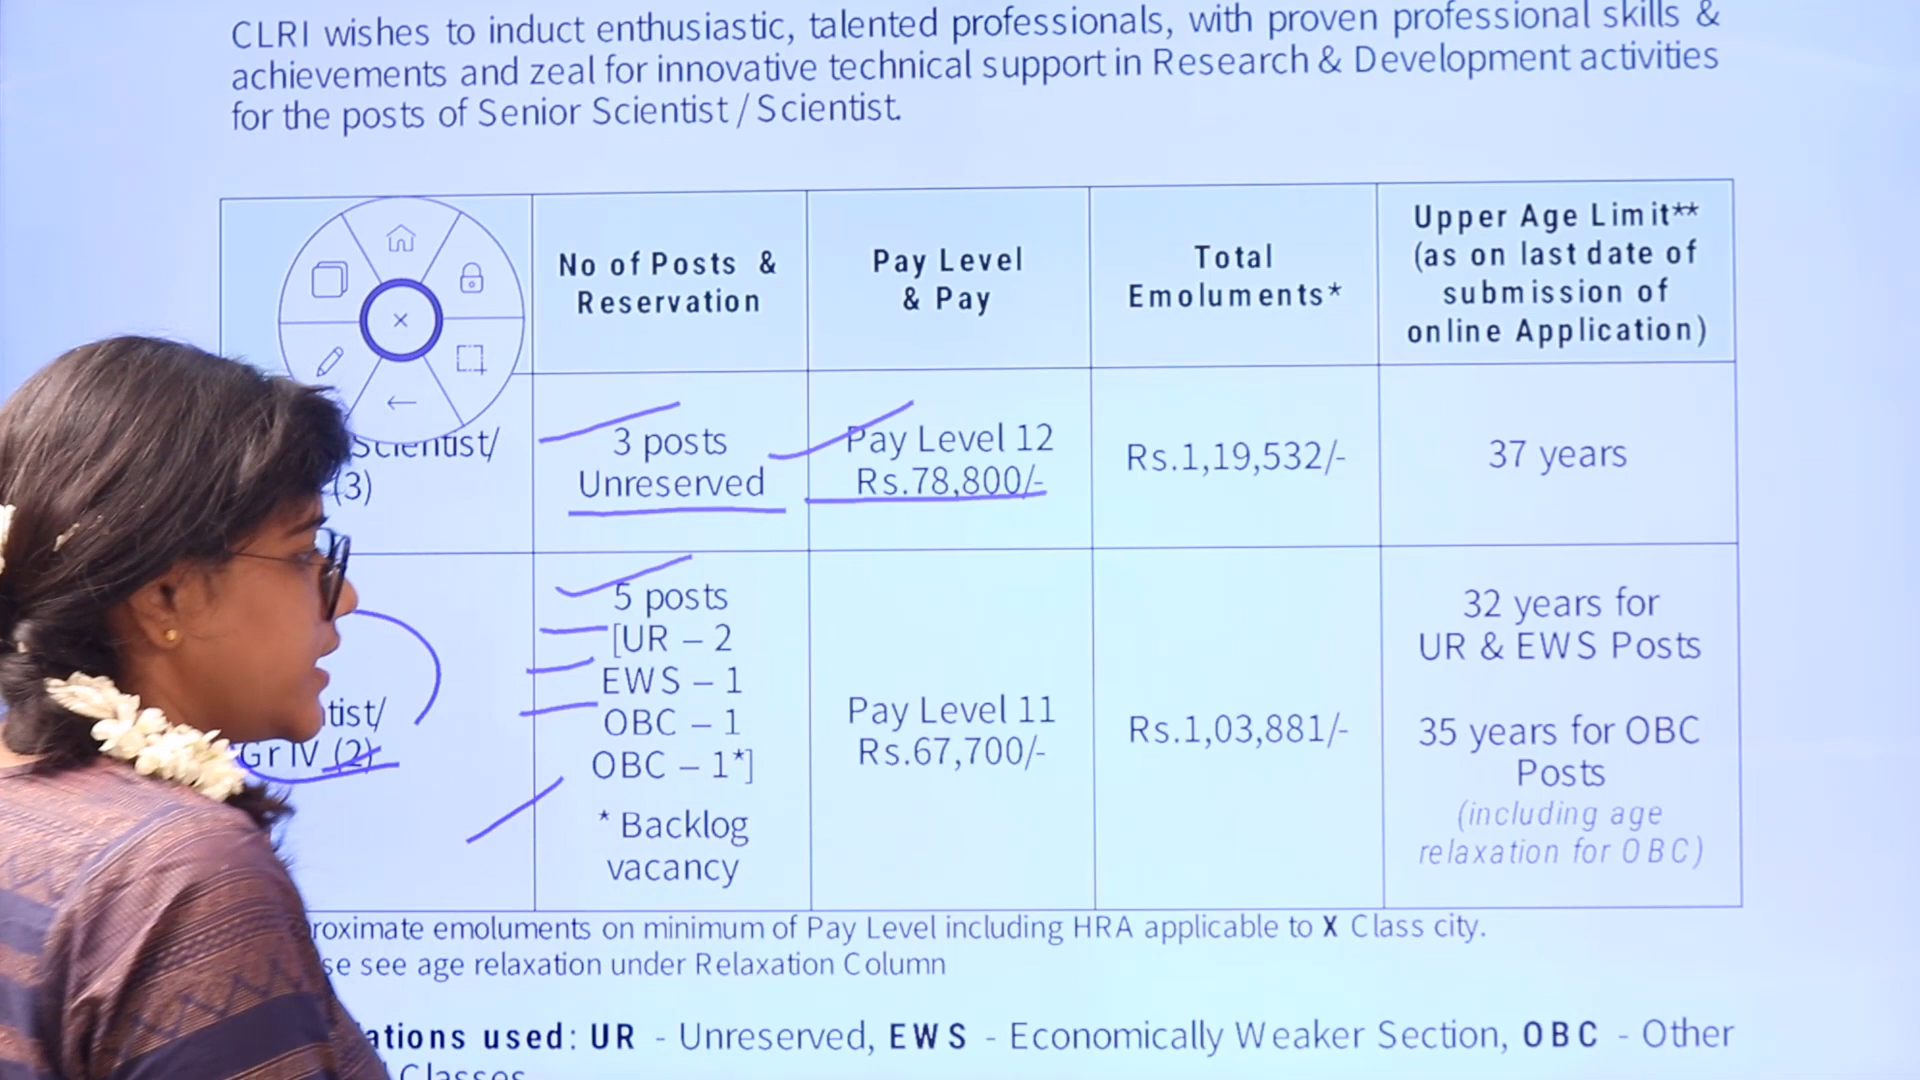 CLRI wishes to induct enthusiastic, talented professionals, with proven professional skills &
achievements and zeal for innovative technical support in Research & Development activities
for the posts of Senior Scientist / Scientist.
No of Posts &
Reservation
Pay Level
& Pay
Total
Emoluments*
Upper Age Limit**
(as on last date of
submission of
online Application)
Scientist/
(3)
3 posts
Unreserved
Pay Level 12
Rs.78,800/-
Rs.1,19,532/-
37 years
tist/
Gr IV (2)
5 posts
[UR – 2
EWS – 1
OBC – 1
OBC – 1*]
* Backlog
vacancy
Pay Level 11
Rs.67,700/-
Rs.1,03,881/-
32 years for
UR & EWS Posts
35 years for OBC
Posts
(including age
relaxation for OBC)
roximate emoluments on minimum of Pay Level including HRA applicable to X Class city.
se see age relaxation under Relaxation Column
ations used: UR - Unreserved, EWS - Economically Weaker Section, OBC - Other
Classes